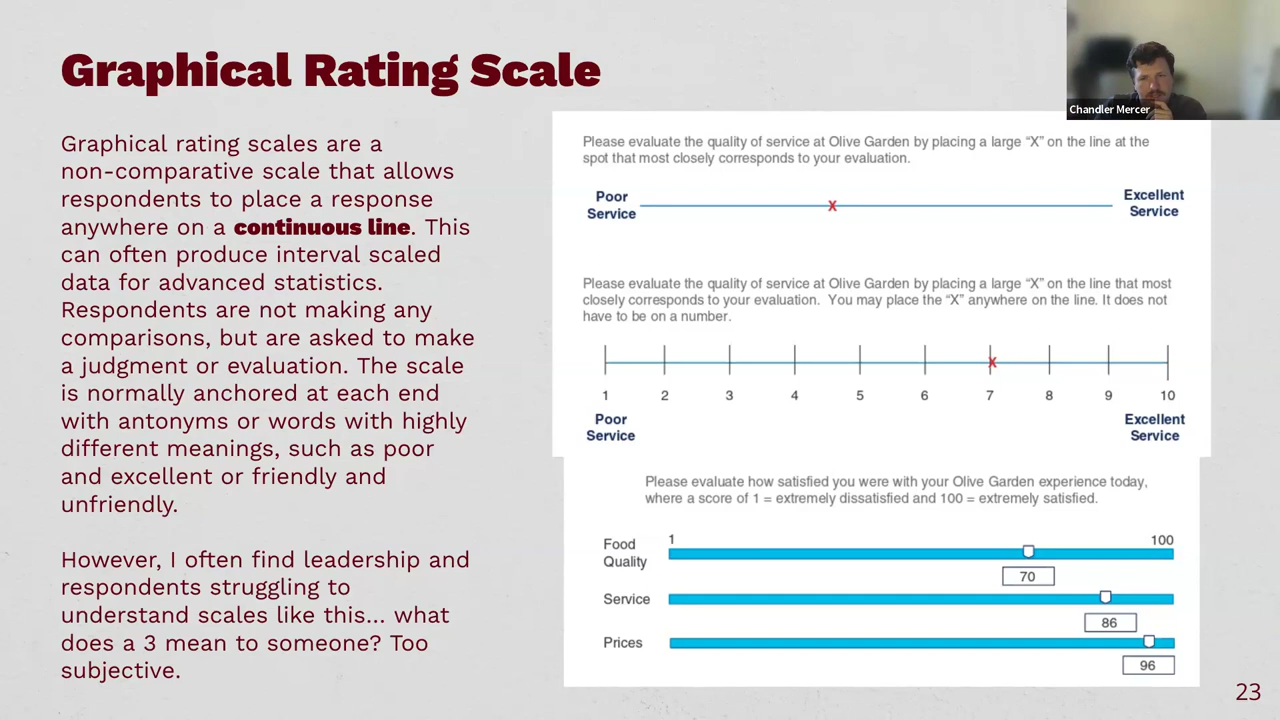 Graphical Rating Scale
Chandler Mercer
Graphical rating scales are a
non-comparative scale that allows
respondents to place a response
anywhere on a continuous line. This
can often produce interval scaled
data for advanced statistics.
Respondents are not making any
comparisons, but are asked to make
a judgment or evaluation. The scale
is normally anchored at each end
with antonyms or words with highly
different meanings, such as poor
and excellent or friendly and
unfriendly.
However, I often find leadership and
respondents struggling to
understand scales like this... what
does a 3 mean to someone? Too
subjective.
Please evaluate the quality of service at Olive Garden by placing a large “X” on the line at the
spot that most closely corresponds to your evaluation.
Poor
Service
X
Excellent
Service
Please evaluate the quality of service at Olive Garden by placing a large “X” on the line that most
closely corresponds to your evaluation. You may place the “X” anywhere on the line. It does not
have to be on a number.
X
1 2 3 4 5 6 7 8 9 10
Poor
Service
Excellent
Service
Please evaluate how satisfied you were with your Olive Garden experience today,
where a score of 1 = extremely dissatisfied and 100 = extremely satisfied.
1 100
Food
Quality
70
Service
86
Prices
96
23